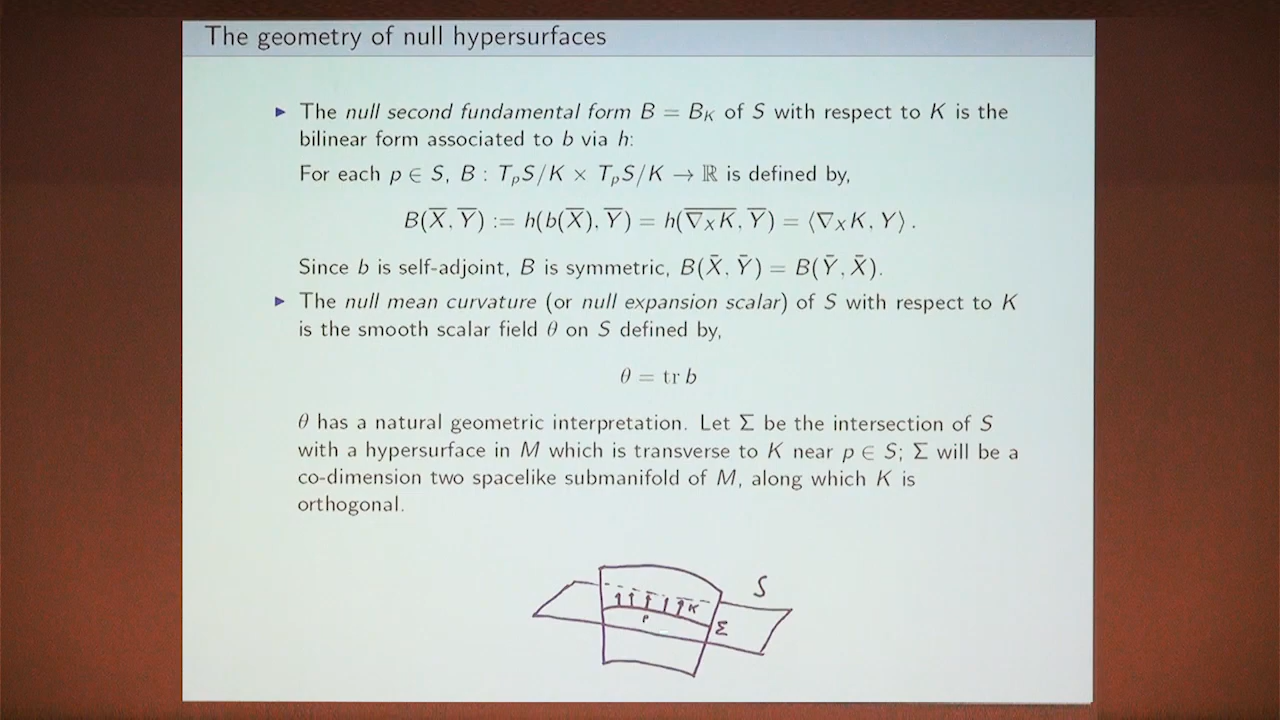 The geometry of null hypersurfaces
▶ The null second fundamental form B = B_K of S with respect to K is the
bilinear form associated to b via h:
For each p ∈ S, B : T_pS/K × T_pS/K → ℝ is defined by,
B(X̅, Y̅) := h(b(X̅), Y̅) = h(\overline{∇_X K}, Y̅) = ⟨∇_X K, Y⟩ .
Since b is self-adjoint, B is symmetric, B(X̄, Ȳ) = B(Ȳ, X̄).
▶ The null mean curvature (or null expansion scalar) of S with respect to K
is the smooth scalar field θ on S defined by,
θ = tr b
θ has a natural geometric interpretation. Let Σ be the intersection of S
with a hypersurface in M which is transverse to K near p ∈ S; Σ will be a
co-dimension two spacelike submanifold of M, along which K is
orthogonal.
S
K
p
Σ